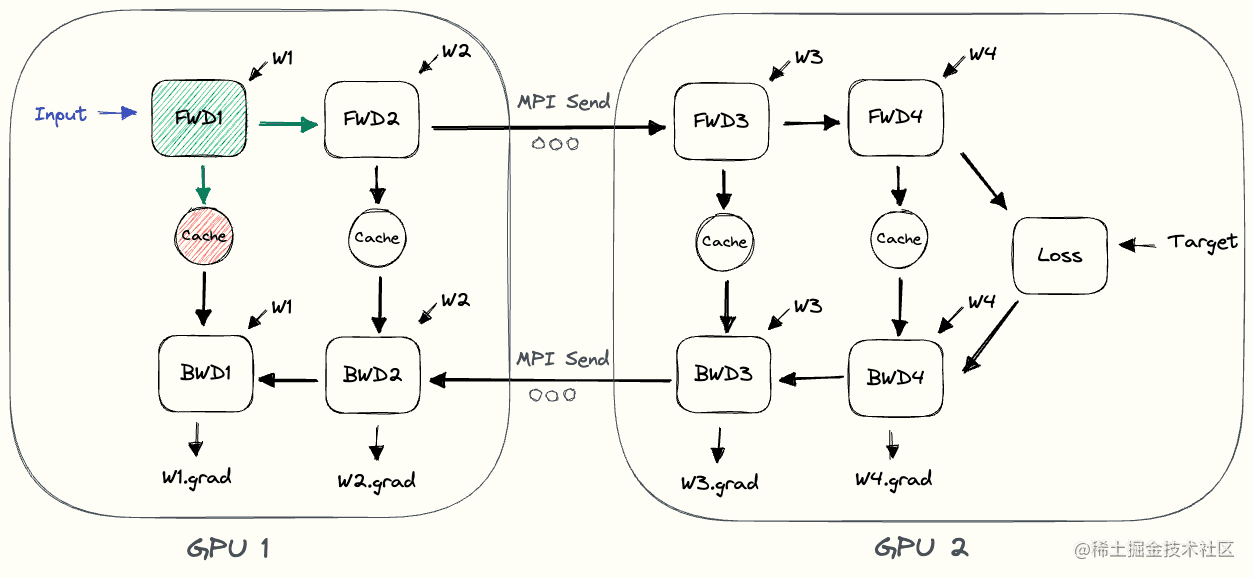 W1
W2
W3
W4
Input
FWD1
FWD2
MPI Send
FWD3
FWD4
Cache
Cache
Cache
Cache
Loss
Target
W1
W2
W3
W4
BWD1
BWD2
MPI Send
BWD3
BWD4
W1.grad
W2.grad
W3.grad
W4.grad
GPU 1
GPU 2
@稀土掘金技术社区